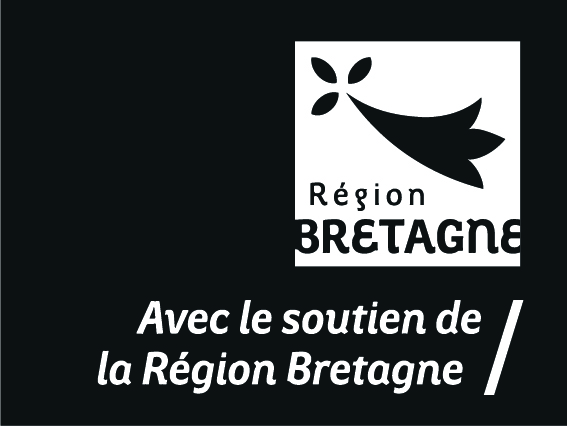 Région
BRETAGNE
Avec le soutien de
la Région Bretagne /